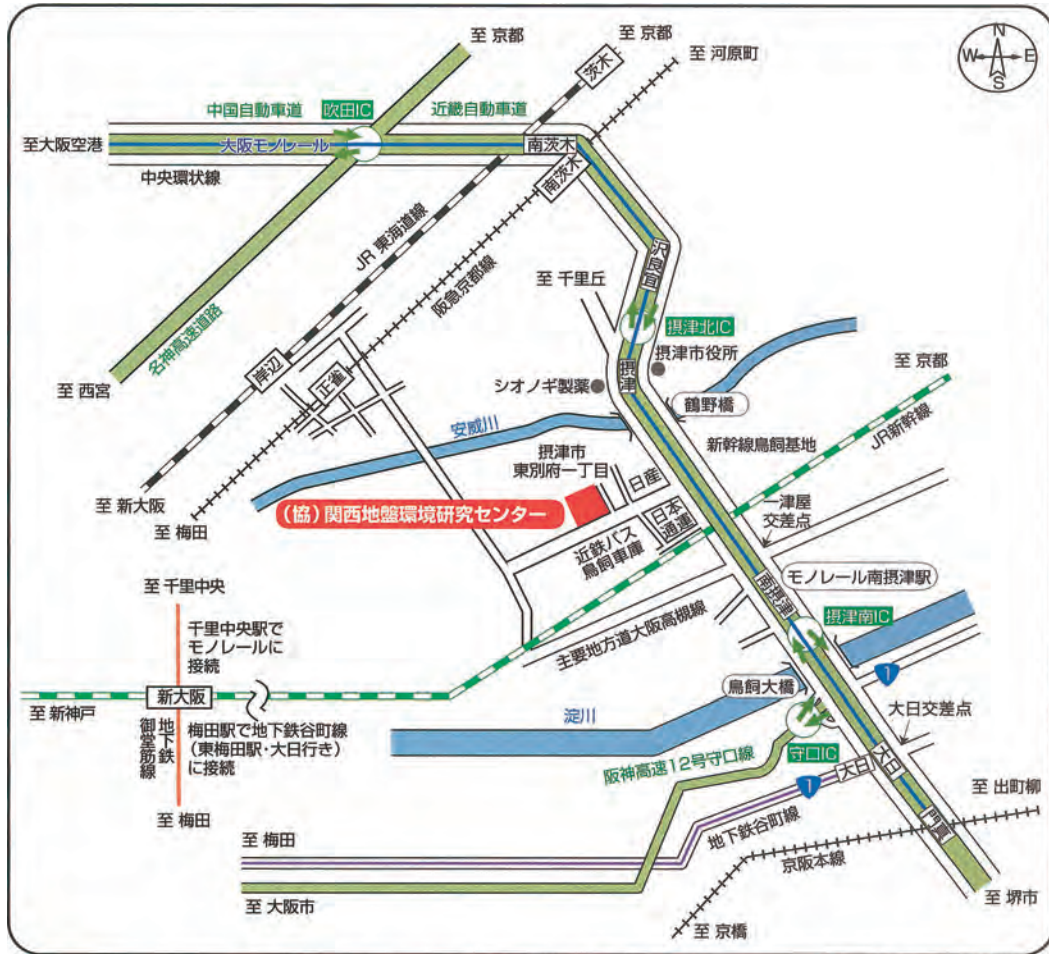 至 京都
至 京都
至 河原町
N
W
E
S
茨木
中国自動車道
吹田IC
近畿自動車道
至大阪空港
大阪モノレール
南茨木
中央環状線
南茨木
JR 東海道線
阪急京都線
沢良宜
至 千里丘
名神高速道路
摂津北IC
摂津市役所
至 京都
岸辺
正雀
シオノギ製薬
摂津
至 西宮
鶴野橋
JR新幹線
安威川
新幹線鳥飼基地
摂津市
東別府一丁目
日産
至 新大阪
(協)関西地盤環境研究センター
日本
通運
一津屋
交差点
至 梅田
近鉄バス
鳥飼車庫
至 千里中央
モノレール南摂津駅
南摂津
千里中央駅で
モノレールに
接続
主要地方道大阪高槻線
摂津南IC
新大阪
鳥飼大橋
1
至 新神戸
地下鉄
御堂筋線
梅田駅で地下鉄谷町線
(東梅田駅・大日行き)
に接続
淀川
大日交差点
守口IC
阪神高速12号守口線
大日
大日
1
至 出町柳
至 梅田
至 梅田
地下鉄谷町線
門真
京阪本線
至 大阪市
至 堺市
至 京橋